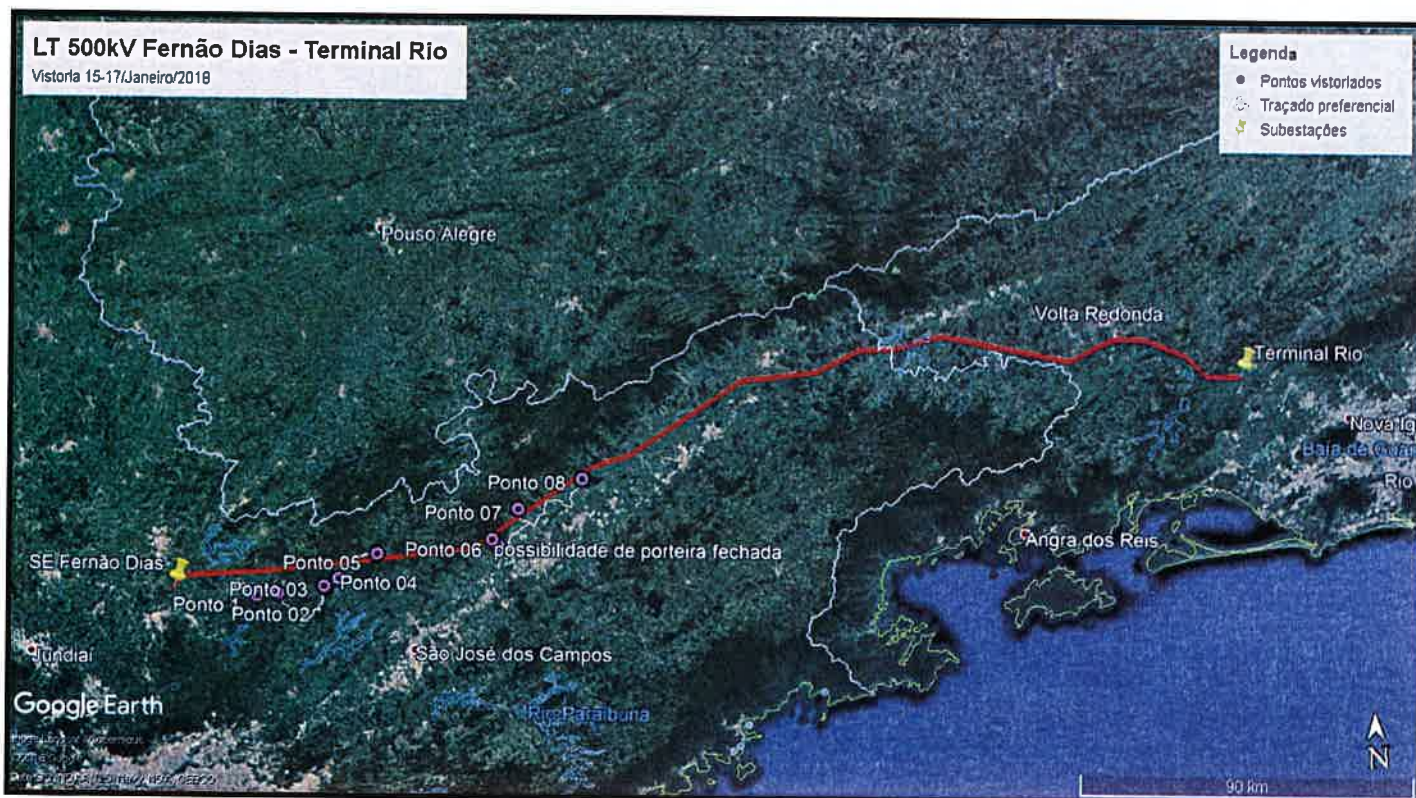 LT 500kV Fernão Dias - Terminal Rio
Vistoria 15-17/Janeiro/2018
Legenda
Pontos vistoriados
Traçado preferencial
Subestações
Pouso Alegre
Volta Redonda
Terminal Rio
Nova Ig
Baía de Guan
Rio
Ponto 08
Ponto 07
Ponto 06 possibilidade de porteira fechada
SE Fernão Dias
Ponto 05
Ponto 03
Ponto 04
Ponto
Ponto 02
Angra dos Reis
Jundiaí
São José dos Campos
Google Earth
Rio Paraibuna
N
90 km